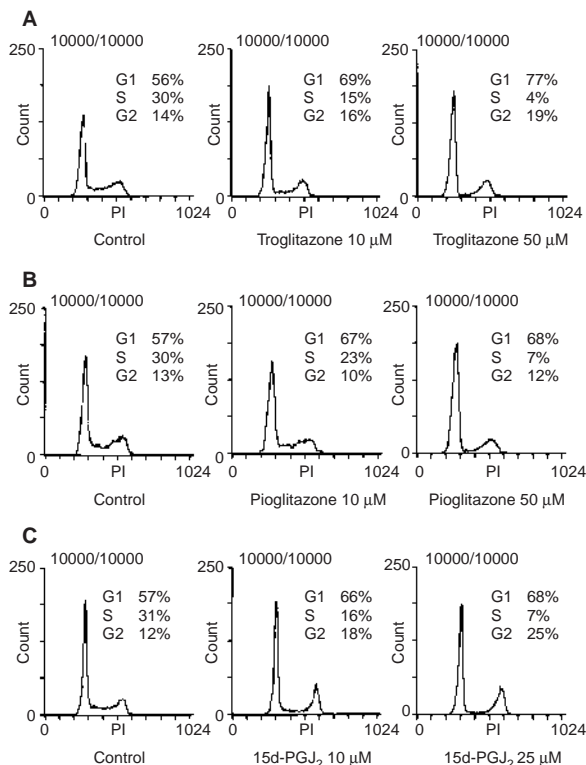 A
10000/10000
250
Count
0
G1 56%
S 30%
G2 14%
0 PI 1024
Control
10000/10000
G1 69%
S 15%
G2 16%
0 PI 1024
Troglitazone 10 μM
10000/10000
G1 77%
S 4%
G2 19%
0 PI 1024
Troglitazone 50 μM
B
10000/10000
250
Count
0
G1 57%
S 30%
G2 13%
0 PI 1024
Control
10000/10000
250
Count
0
G1 67%
S 23%
G2 10%
0 PI 1024
Pioglitazone 10 μM
10000/10000
250
Count
0
G1 68%
S 7%
G2 12%
0 PI 1024
Pioglitazone 50 μM
C
10000/10000
250
Count
0
G1 57%
S 31%
G2 12%
0 PI 1024
Control
10000/10000
250
Count
0
G1 66%
S 16%
G2 18%
0 PI 1024
15d-PGJ₂ 10 μM
10000/10000
250
Count
0
G1 68%
S 7%
G2 25%
0 PI 1024
15d-PGJ₂ 25 μM